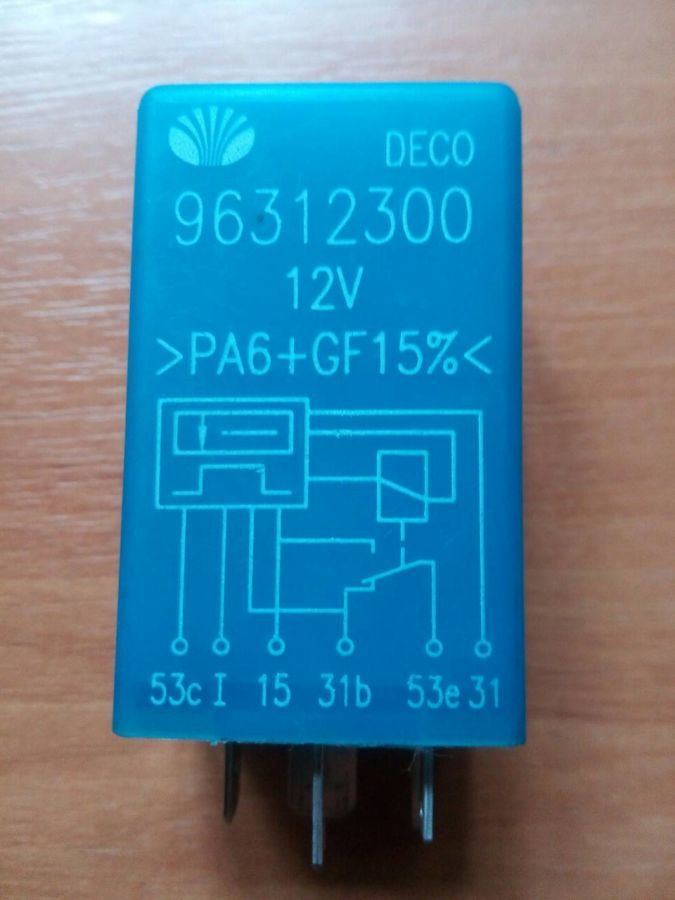 DECO
96312300
12V
>PA6+GF15%<
53c I 15 31b 53e 31